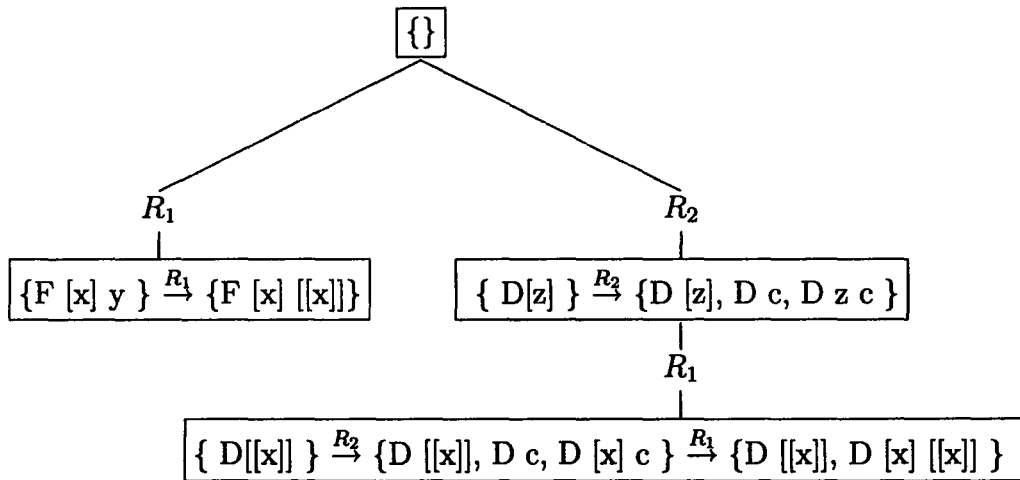 {}
R₁ R₂
{F [x] y } →^{R₁} {F [x] [[x]]} { D[z] } →^{R₂} {D [z], D c, D z c }
R₁
{ D[[x]] } →^{R₂} {D [[x]], D c, D [x] c } →^{R₁} {D [[x]], D [x] [[x]] }